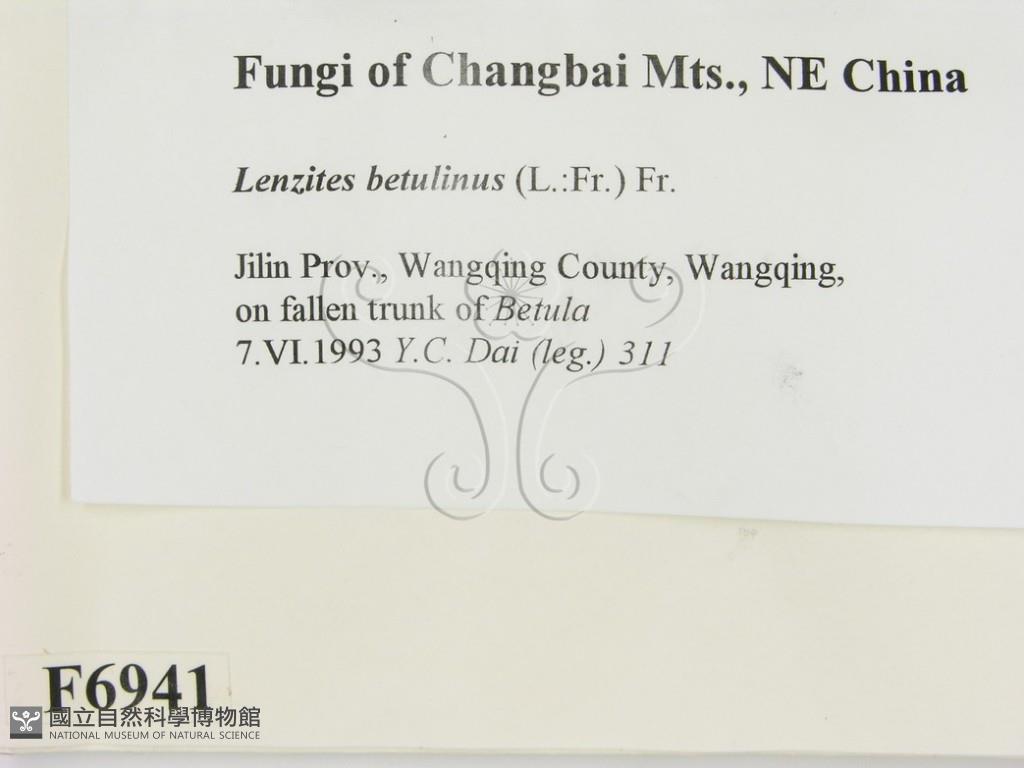 Fungi of Changbai Mts., NE China
Lenzites betulinus (L.:Fr.) Fr.
Jilin Prov.,, Wangqing County, Wangqing,
on fallen trunk of Betula
7.VI.1993 Y.C. Dai (leg.) 311
F6941
國立自然科學博物館
NATIONAL MUSEUM OF NATURAL SCIENCE